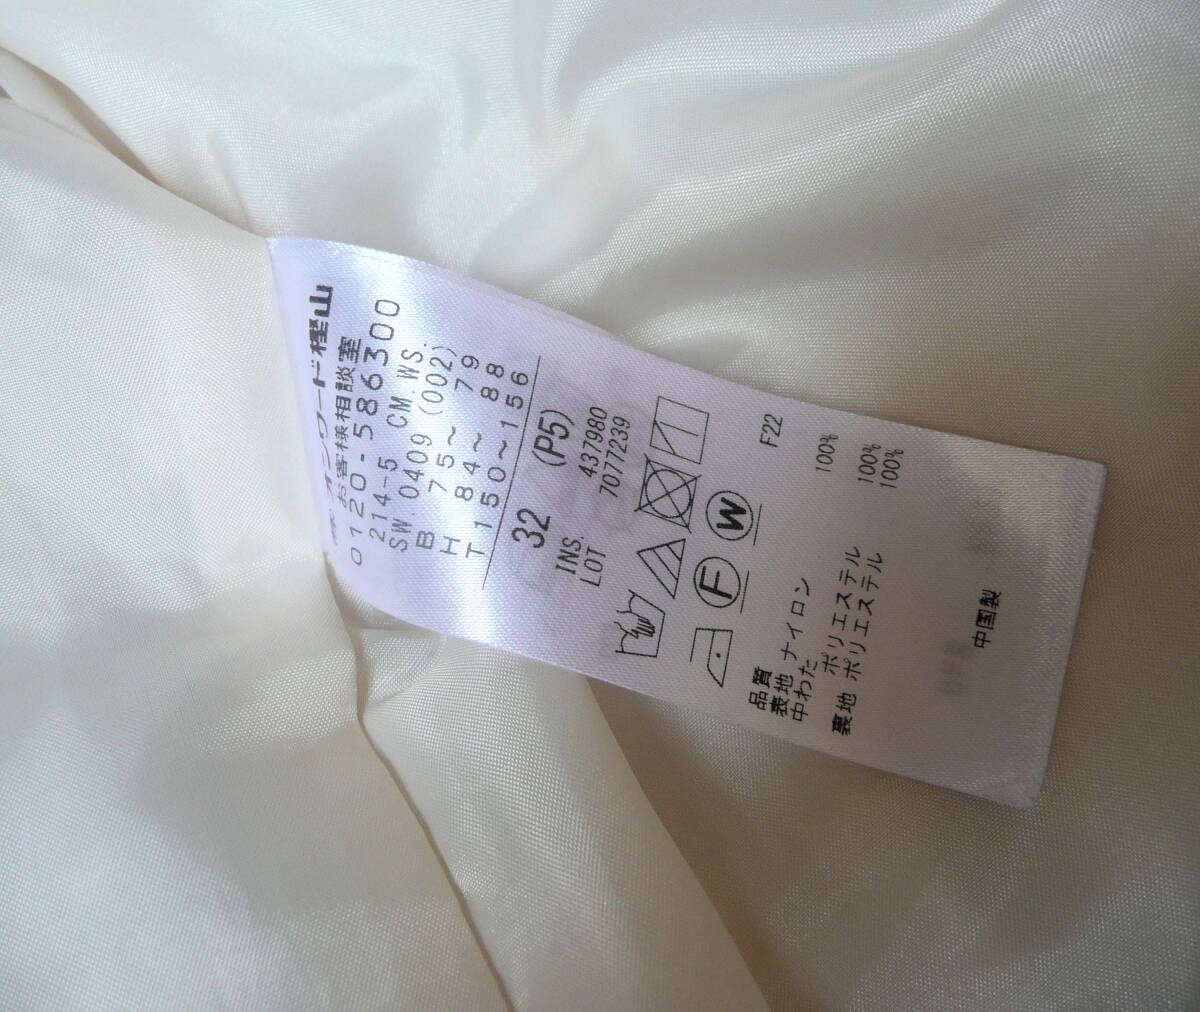 ㈱オンワード樫山
お客様相談室
0120-586300
214-5 CM.WS.
SW.0409 (002)
B 75~ 79
H 84~ 88
T 150~156
32 (P5)
INS. 437980
LOT 7077239
F W
F22
品質
表地 ナイロン 100%
中わた
ポリエステル 100%
裏地 ポリエステル 100%
中国製